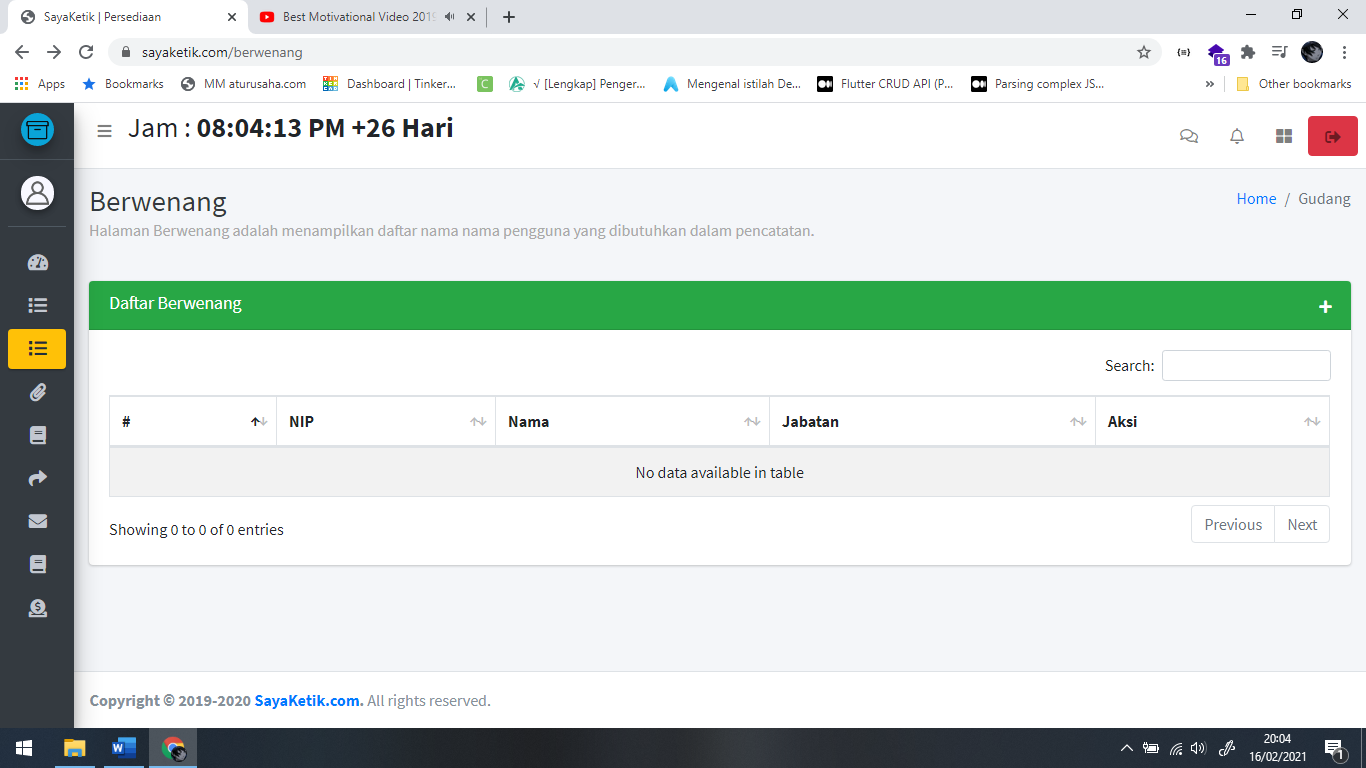 SayaKetik | Persediaan
Best Motivational Video 2019
sayaketik.com/berwenang
16
Apps
Bookmarks
MM aturusaha.com
Dashboard | Tinker...
C
√ [Lengkap] Penger...
Mengenal istilah De...
Flutter CRUD API (P...
Parsing complex JS...
»
Other bookmarks
Jam : 08:04:13 PM +26 Hari
Berwenang
Home / Gudang
Halaman Berwenang adalah menampilkan daftar nama nama pengguna yang dibutuhkan dalam pencatatan.
Daftar Berwenang
+
Search:
# NIP Nama Jabatan Aksi
No data available in table
Showing 0 to 0 of 0 entries
Previous Next
Copyright © 2019-2020 SayaKetik.com. All rights reserved.
20:04
16/02/2021
1